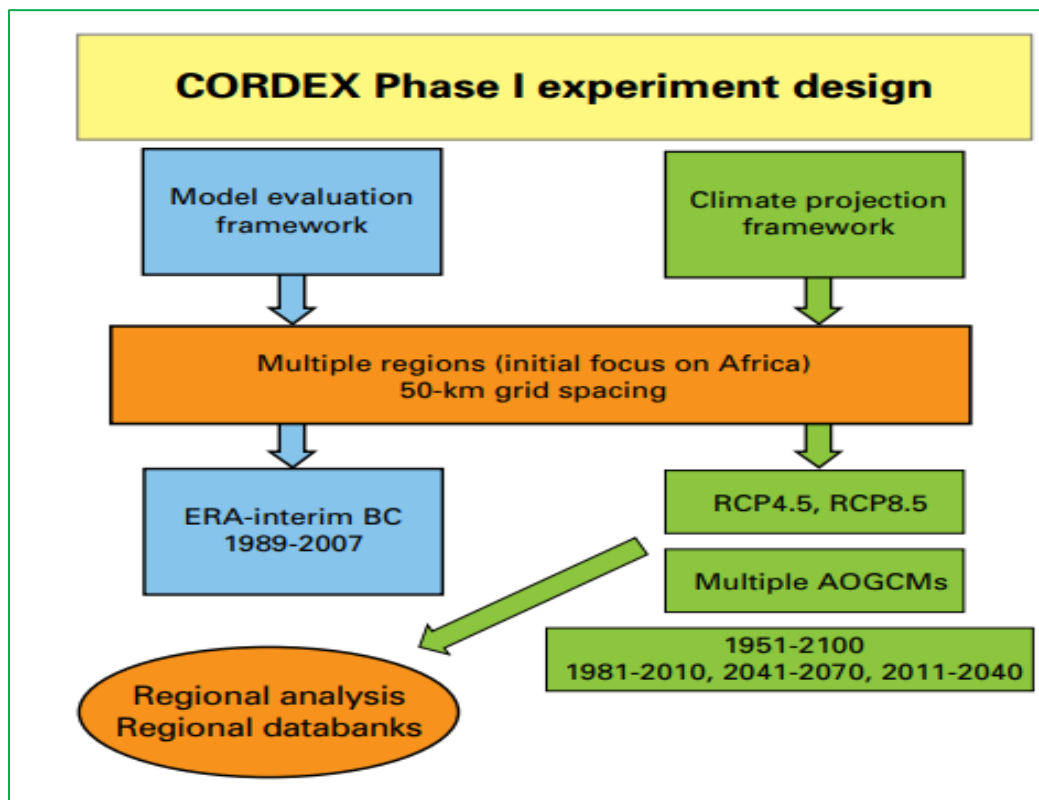 CORDEX Phase I experiment design
Model evaluation
framework
Climate projection
framework
Multiple regions (initial focus on Africa)
50-km grid spacing
ERA-interim BC
1989-2007
RCP4.5, RCP8.5
Multiple AOGCMs
1951-2100
1981-2010, 2041-2070, 2011-2040
Regional analysis
Regional databanks